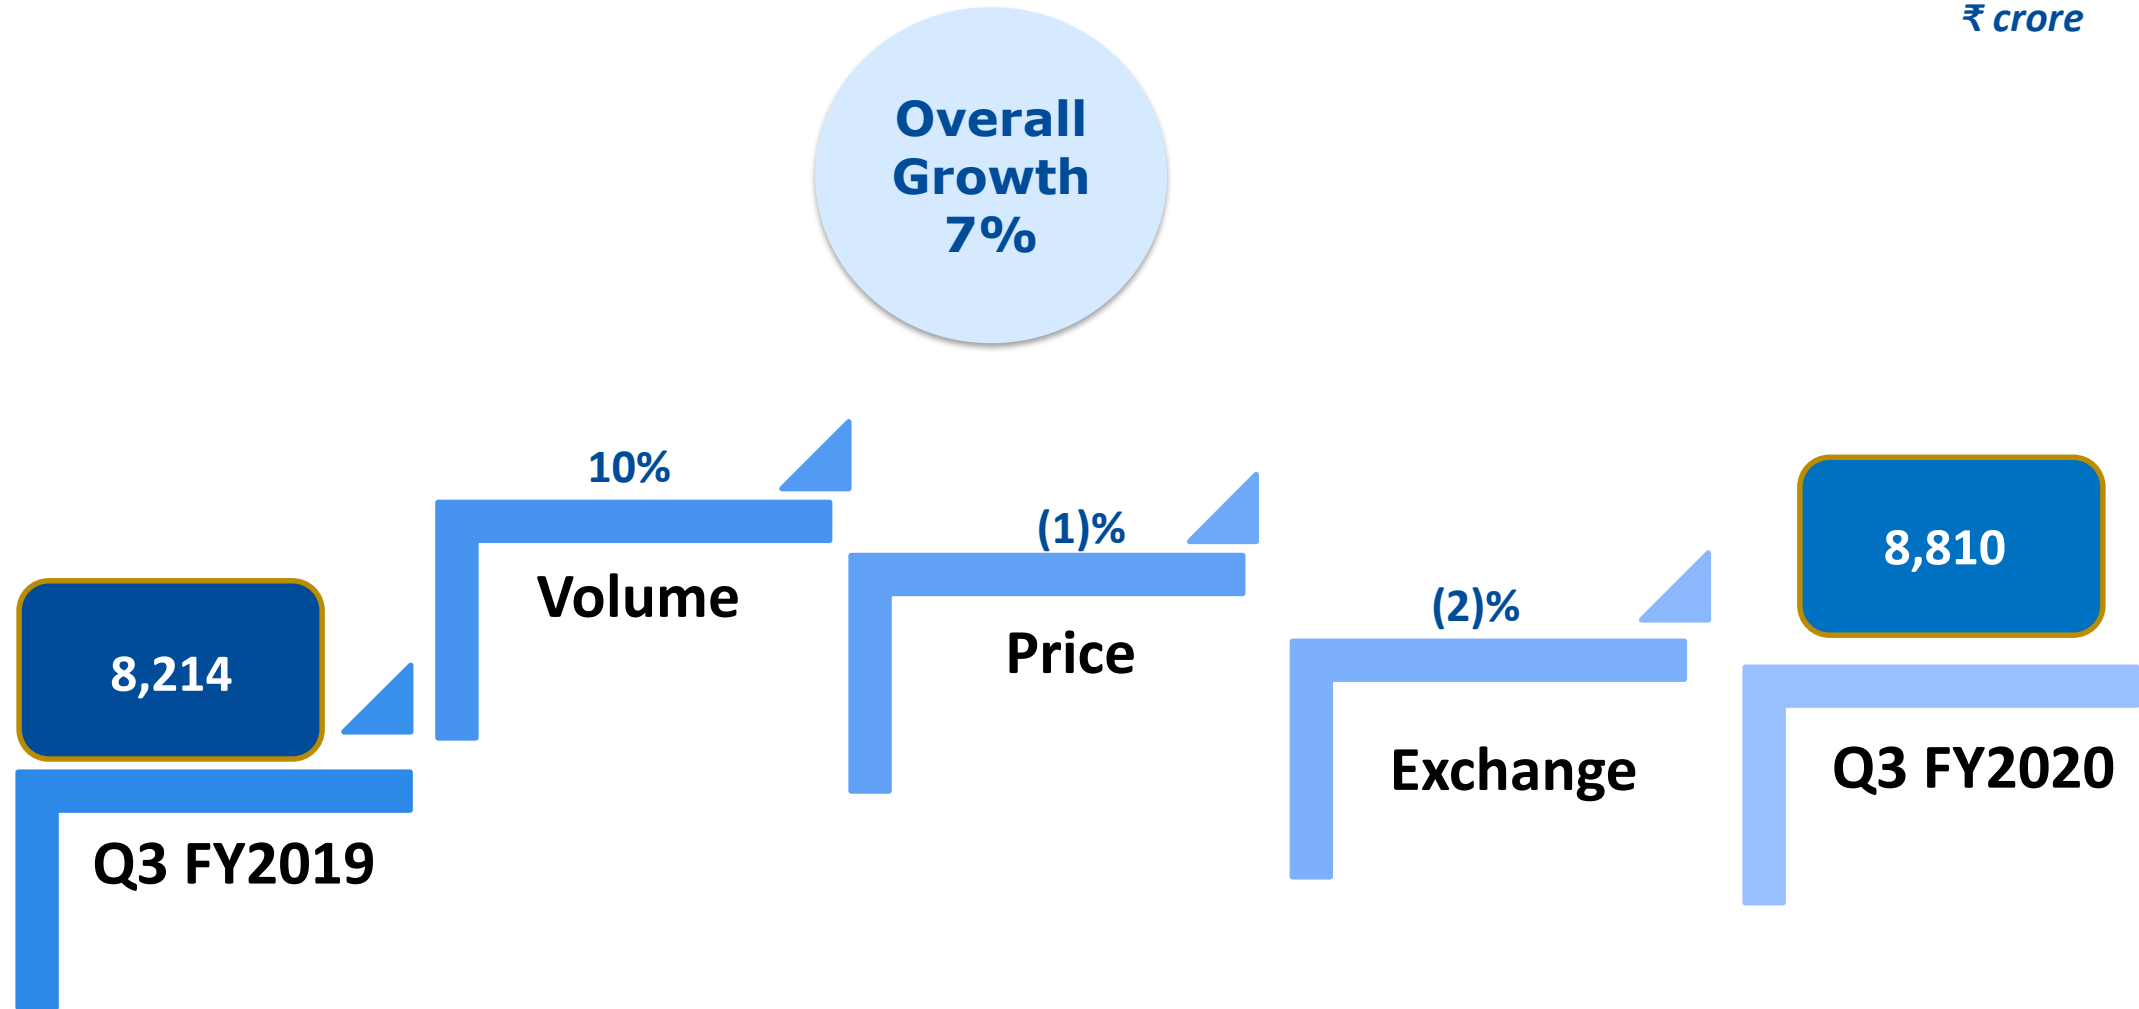 ₹ crore
Overall
Growth
7%
10%
Volume
(1)%
Price
(2)%
Exchange
8,214
Q3 FY2019
8,810
Q3 FY2020